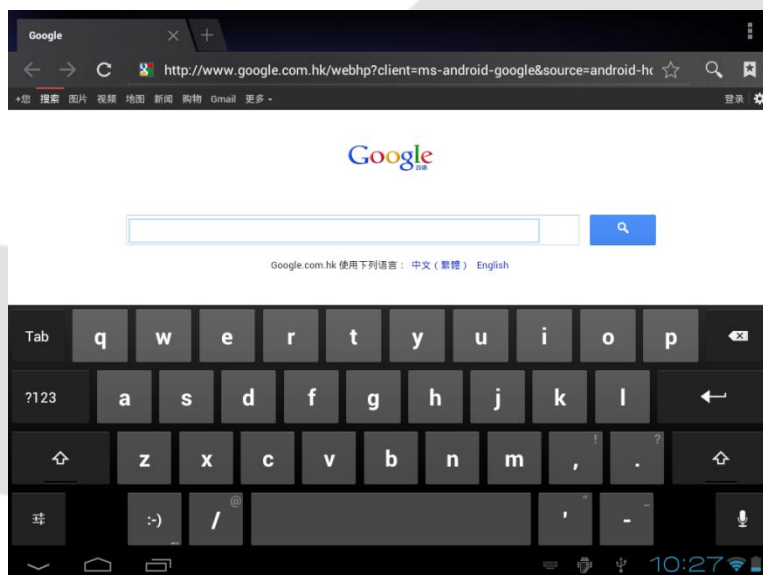 Google
http://www.google.com.hk/webhp?client=ms-android-google&source=android-ho
+您 搜索 图片 视频 地图 新闻 购物 Gmail 更多
登录
Google
Google.com.hk 使用下列语言： 中文（繁體） English
Tab q w e r t y u i o p
?123 a s d f g h j k l
z x c v b n m , ! . ?
:-) / @ ' " - _
10:27